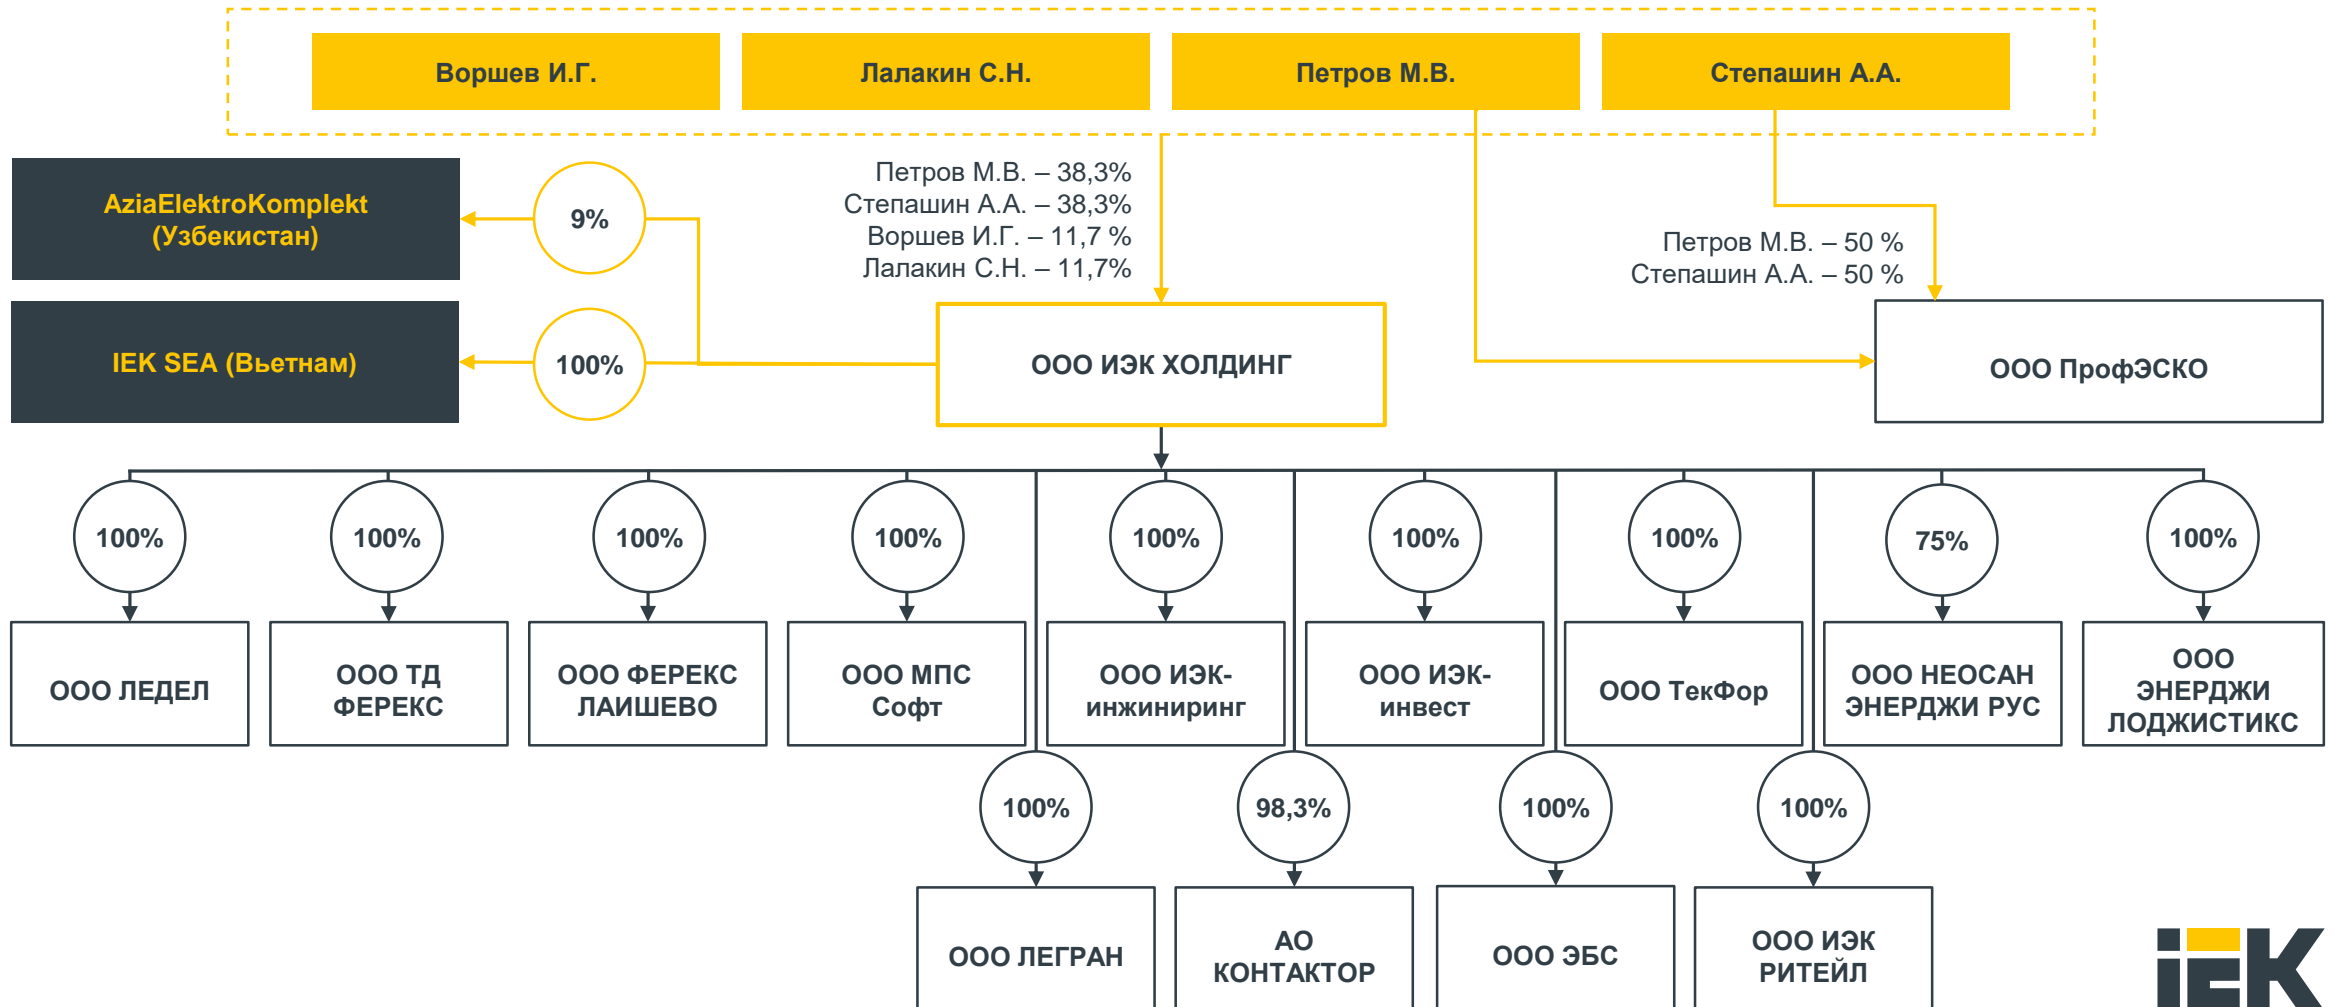 Воршев И.Г.
Лалакин С.Н.
Петров М.В.
Степашин А.А.
Петров М.В. – 38,3%
Степашин А.А. – 38,3%
Воршев И.Г. – 11,7 %
Лалакин С.Н. – 11,7%
Петров М.В. – 50 %
Степашин А.А. – 50 %
AziaElektroKomplekt
(Узбекистан)
9%
IEK SEA (Вьетнам)
100%
ООО ИЭК ХОЛДИНГ
ООО ПрофЭСКО
100%
100%
100%
100%
100%
100%
100%
75%
100%
ООО ЛЕДЕЛ
ООО ТД
ФЕРЕКС
ООО ФЕРЕКС
ЛАИШЕВО
ООО МПС
Софт
ООО ИЭК-
инжиниринг
ООО ИЭК-
инвест
ООО ТекФор
ООО НЕОСАН
ЭНЕРДЖИ РУС
ООО
ЭНЕРДЖИ
ЛОДЖИСТИКС
100%
98,3%
100%
100%
ООО ЛЕГРАН
АО
КОНТАКТОР
ООО ЭБС
ООО ИЭК
РИТЕЙЛ
iEK